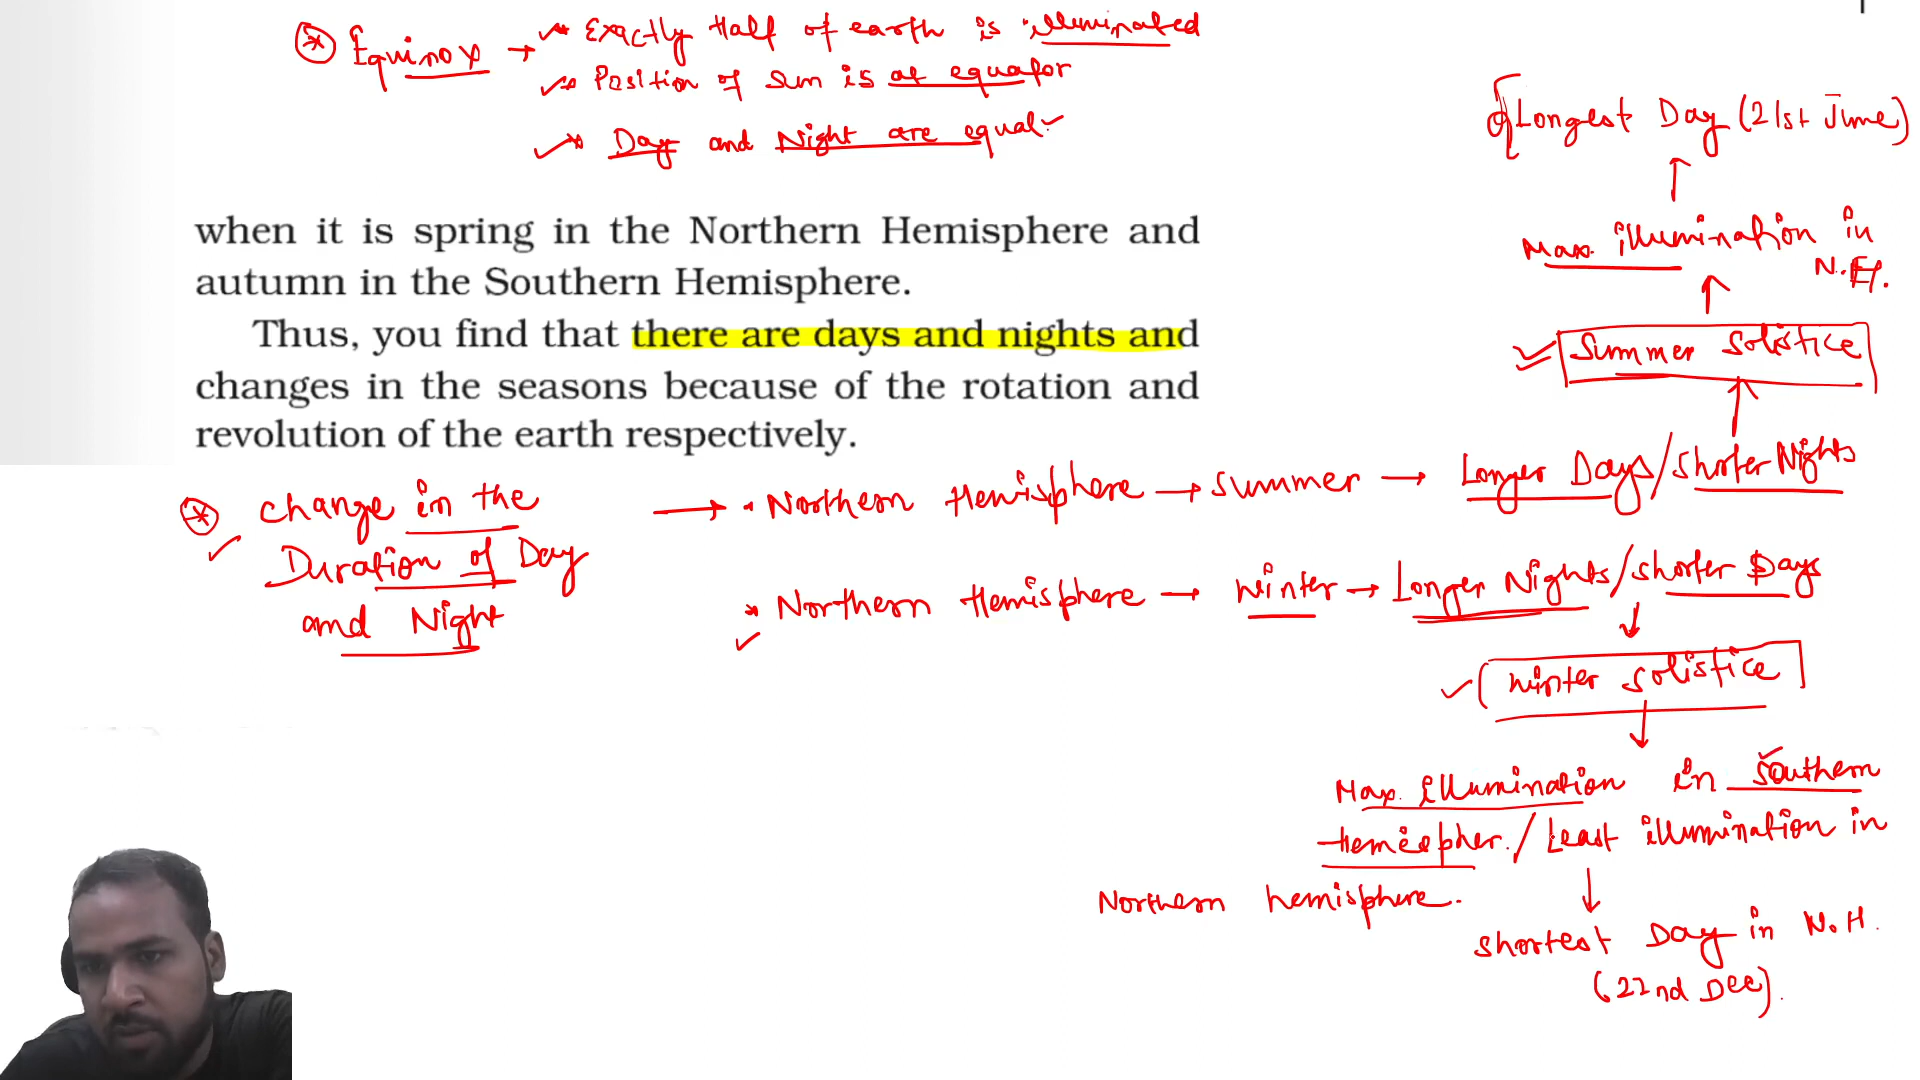 Equinox → Exactly Half of earth is illuminated
Position of sun is at equator
Day and Night are equal
Longest Day (21st June)
Max. illumination in
N.H.
Summer Solistice
when it is spring in the Northern Hemisphere and
autumn in the Southern Hemisphere.
Thus, you find that there are days and nights and
changes in the seasons because of the rotation and
revolution of the earth respectively.
change in the
Duration of Day
and Night
→ • Northern Hemisphere → Summer → Longer Days/Shorter Nights
* Northern Hemisphere → Winter → Longer Nights/shorter Days
Winter Solistice
Max. illumination in Southern
Hemispher. / Least illumination in
Northern hemisphere.
Shortest Day in N.H.
(22nd Dec).